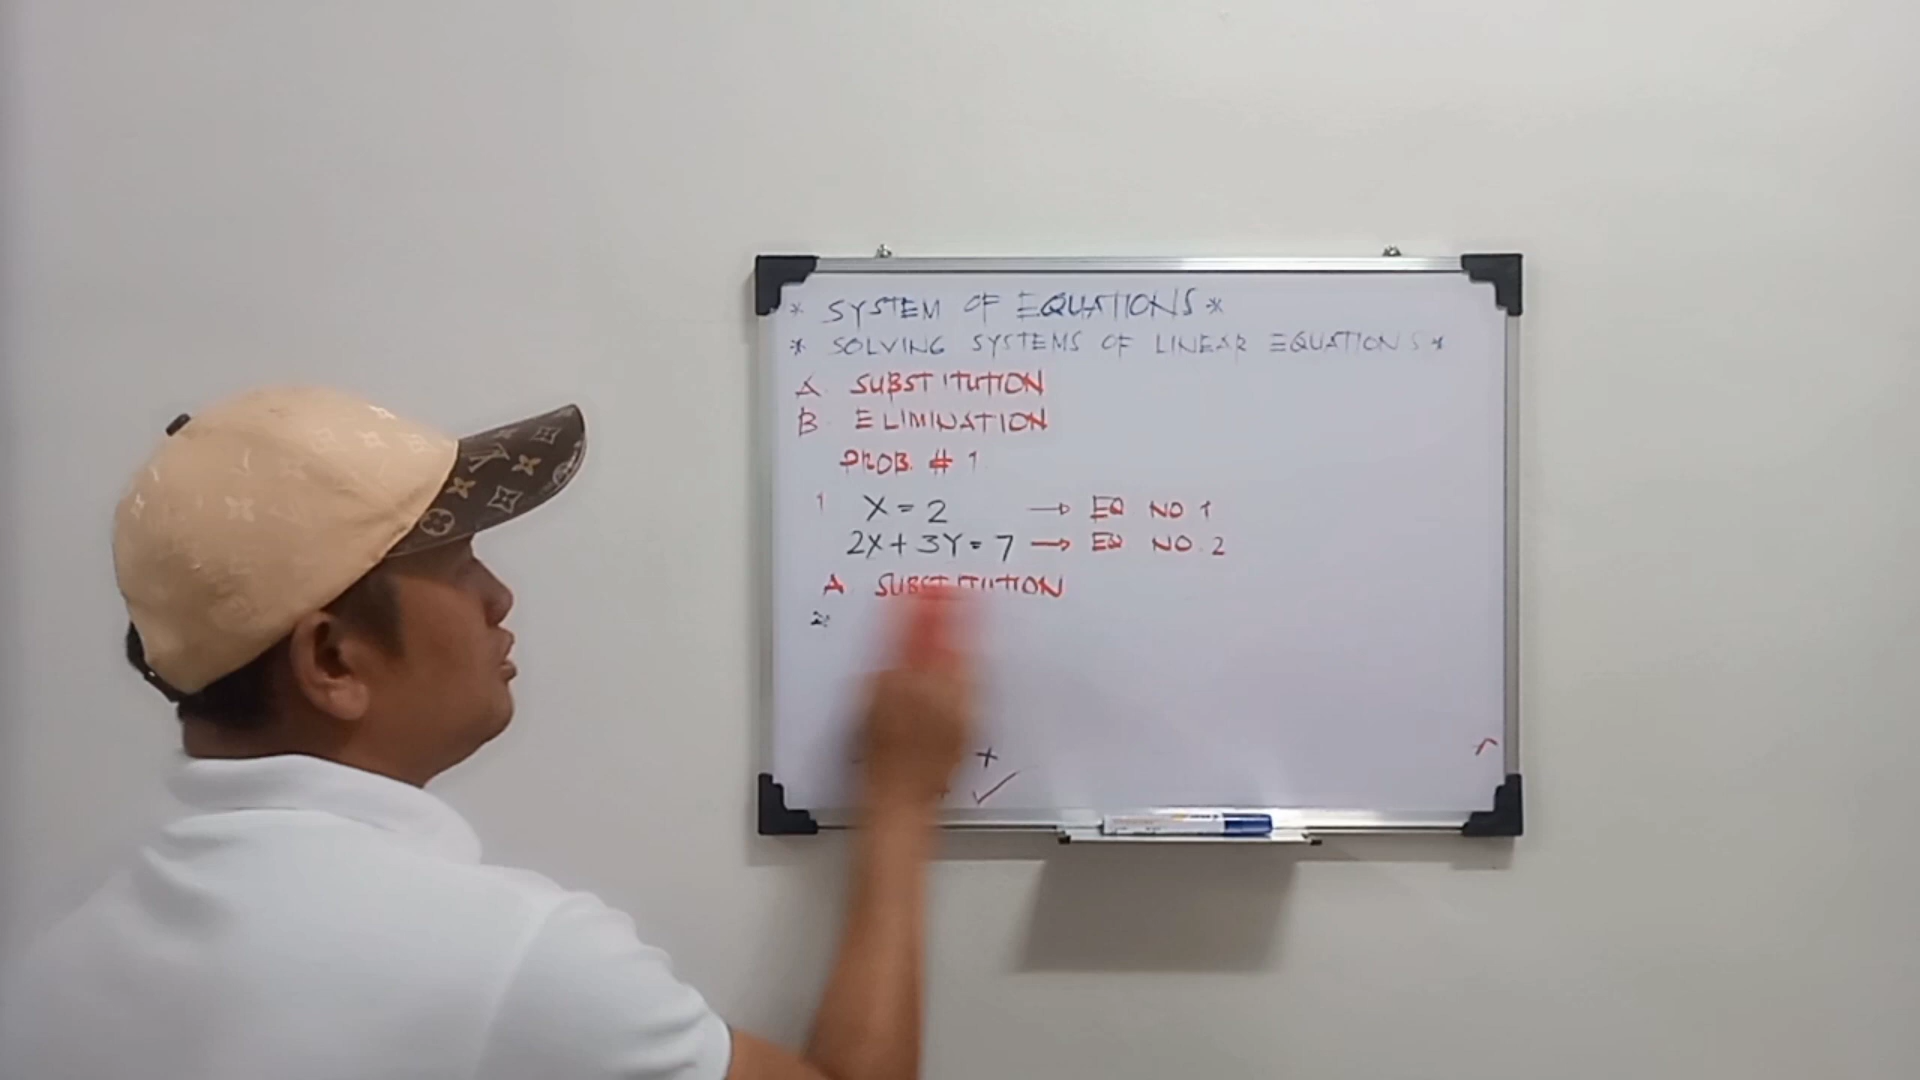 * SYSTEM OF EQUATIONS *
* SOLVING SYSTEMS OF LINEAR EQUATIONS *
A SUBSTITUTION
B. ELIMINATION
PROB. # 1
1 X = 2 → EQ NO 1
2X + 3Y = 7 → EQ NO. 2
A SUBSTITUTION
+
✓